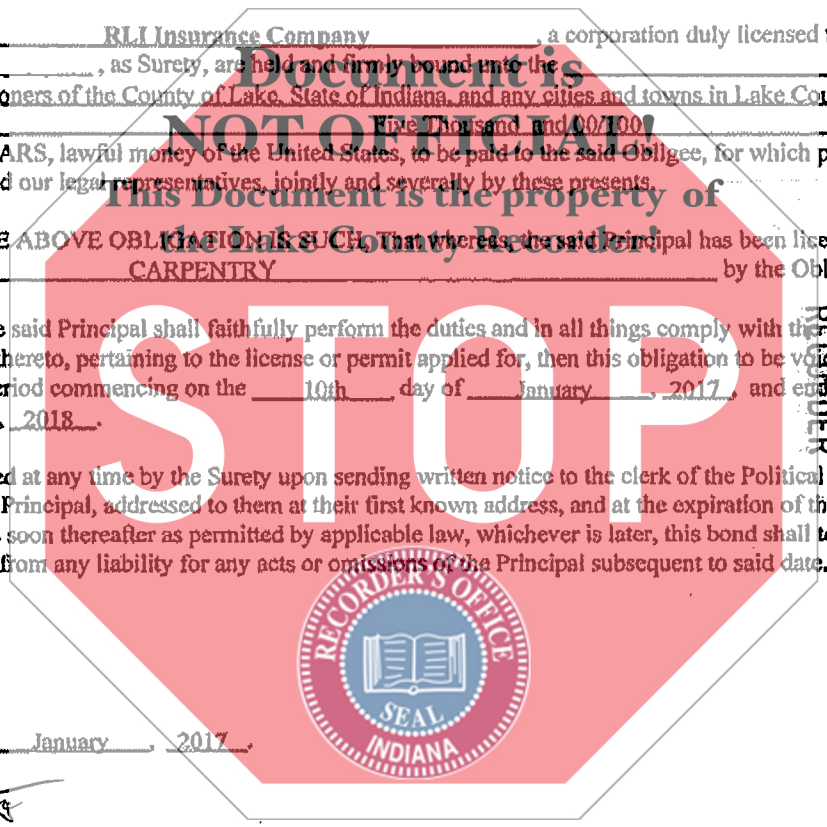 RLI Insurance Company , a corporation duly licensed
, as Surety, are held and firmly bound unto the
Document is
oners of the County of Lake, State of Indiana, and any cities and towns in Lake Cou
Five Thousand and 00/100
NOT OFFICIAL!
ARS, lawful money of the United States, to be paid to the said Obligee, for which p
d our legal representatives, jointly and severally by these presents.
This Document is the property of
the Lake County Recorder!
ABOVE OBLIGATION IS SUCH, That whereas, the said Principal has been lice
CARPENTRY by the Obl
e said Principal shall faithfully perform the duties and in all things comply with the
hereto, pertaining to the license or permit applied for, then this obligation to be voi
riod commencing on the 10th day of January , 2017 , and end
, 2018 .
STOP
ed at any time by the Surety upon sending written notice to the clerk of the Political
Principal, addressed to them at their first known address, and at the expiration of th
soon thereafter as permitted by applicable law, whichever is later, this bond shall te
from any liability for any acts or omissions of the Principal subsequent to said date.
RECORDER'S OFFICE
SEAL
INDIANA
January , 2017 .